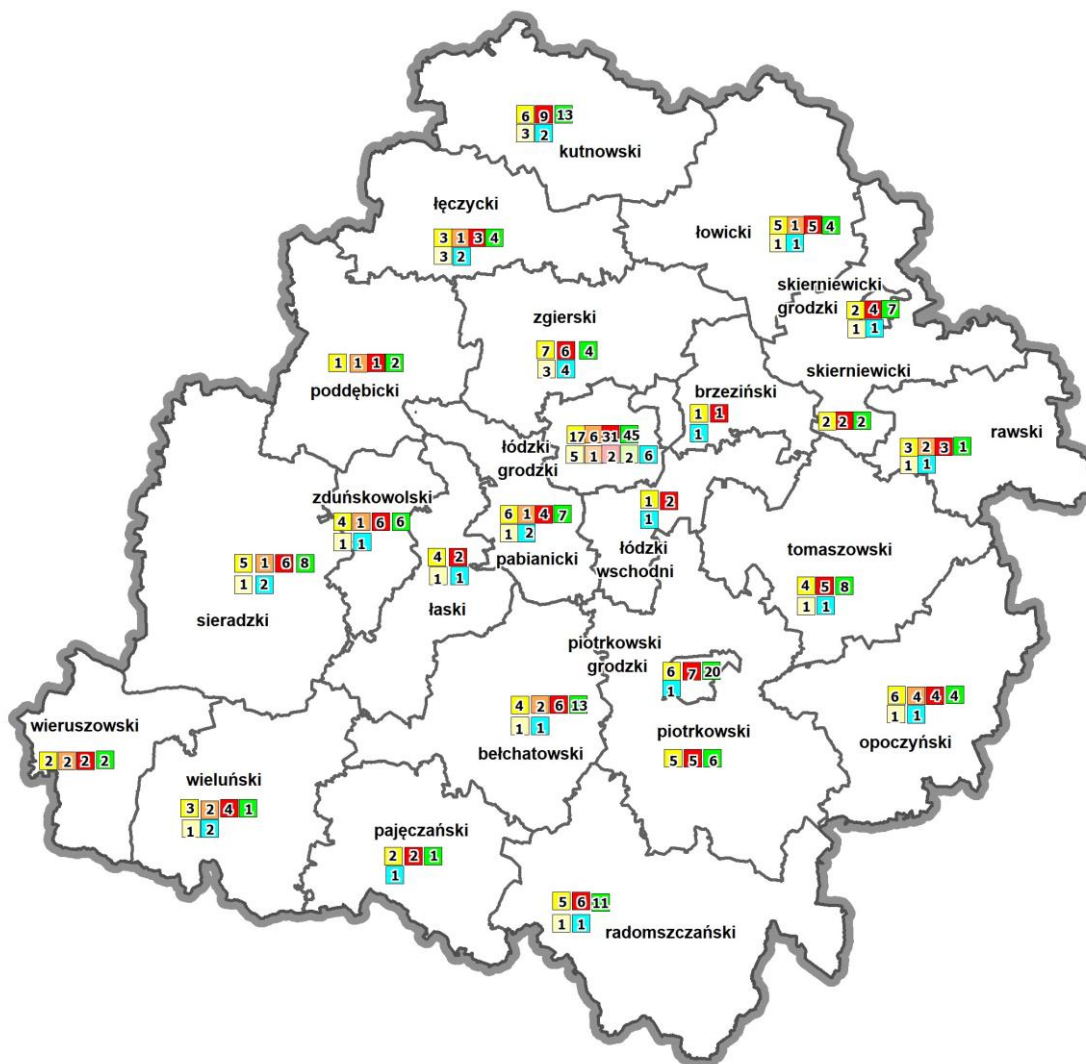 6 9 13
3 2
kutnowski
łęczycki
3 1 3 4
3 2
łowicki
5 1 5 4
1 1
skierniewicki
grodzki
2 4 7
1 1
zgierski
7 6 4
3 4
1 1 1 2
poddębicki
brzeziński
1 1
1
skierniewicki
2 2 2
rawski
3 2 3 1
1 1
łódzki
grodzki
17 6 31 45
5 1 2 2 6
zduńskowolski
4 1 6 6
1 1
6 1 4 7
1 2
pabianicki
1 2
1
łódzki
wschodni
tomaszowski
4 5 8
1 1
5 1 6 8
1 2
sieradzki
4 2
1 1
łaski
piotrkowski
grodzki
6 7 20
1
piotrkowski
5 5 6
6 4 4 4
1 1
opoczyński
4 2 6 13
1 1
bełchatowski
wieruszowski
2 2 2 2
wieluński
3 2 4 1
1 2
pajęczański
2 2 1
1
5 6 11
1 1
radomszczański